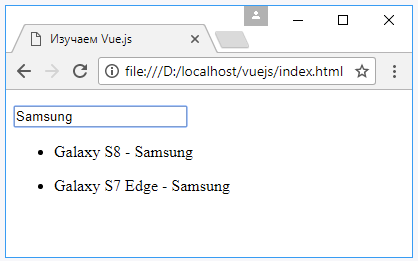 Изучаем Vue.js
file:///D:/localhost/vuejs/index.html
Samsung
Galaxy S8 - Samsung
Galaxy S7 Edge - Samsung